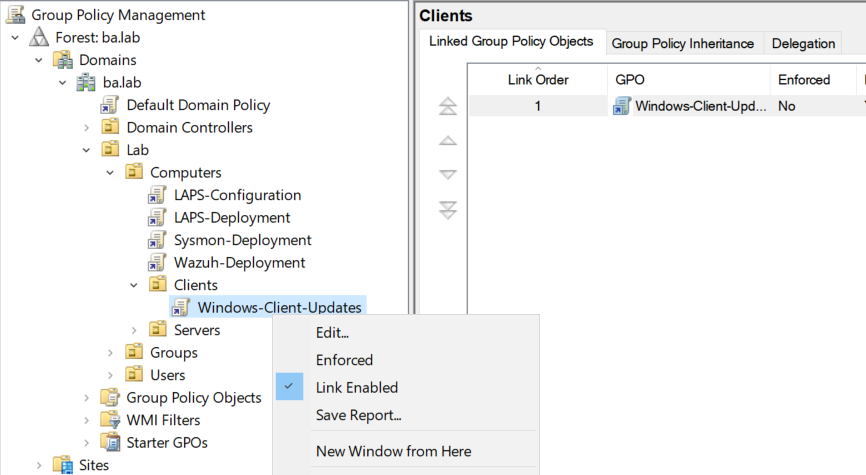 Group Policy Management
Forest: ba.lab
Domains
ba.lab
Default Domain Policy
Domain Controllers
Lab
Computers
LAPS-Configuration
LAPS-Deployment
Sysmon-Deployment
Wazuh-Deployment
Clients
Windows-Client-Updates
Servers
Groups
Users
Group Policy Objects
WMI Filters
Starter GPOs
Sites
Edit...
Enforced
Link Enabled
Save Report...
New Window from Here
Clients
Linked Group Policy Objects Group Policy Inheritance Delegation
Link Order GPO Enforced
1 Windows-Client-Upd... No